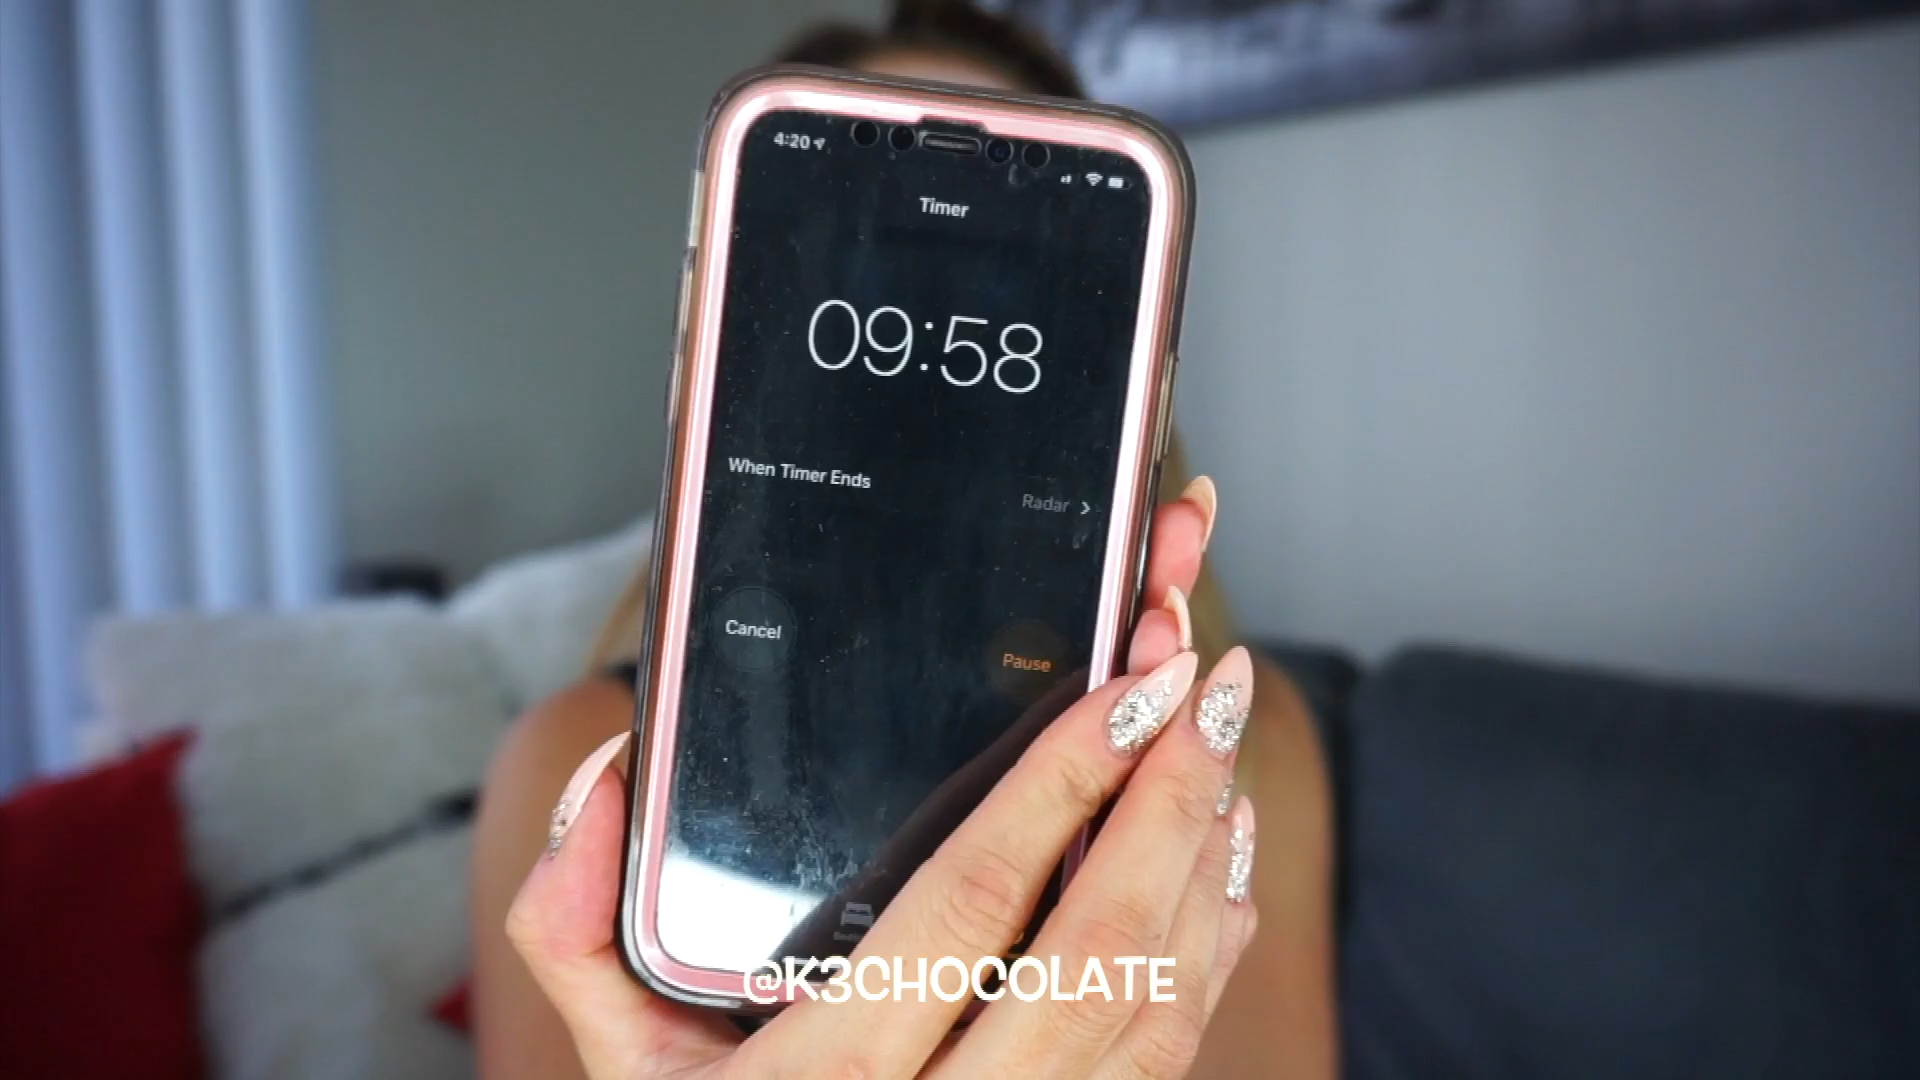 4:20
Timer
09:58
When Timer Ends
Radar
Cancel
Pause
@K3CHOCOLATE